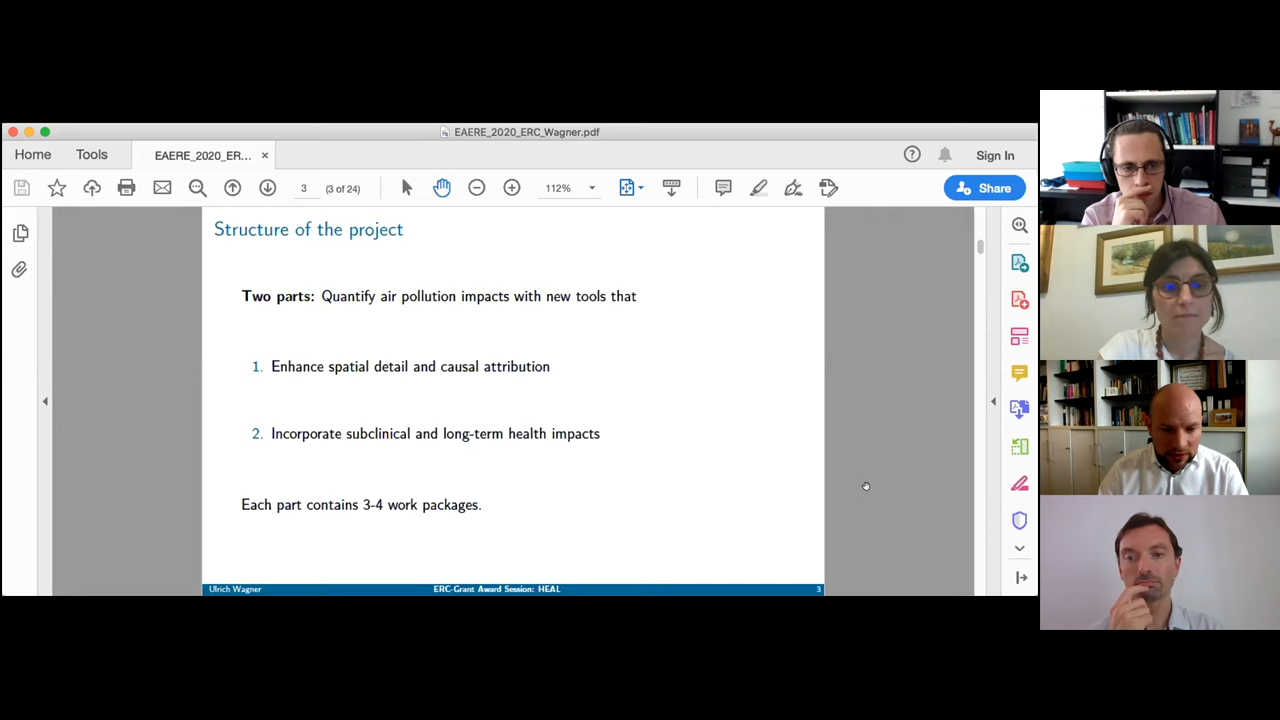 EAERE_2020_ERC_Wagner.pdf
Home Tools EAERE_2020_ER... × Sign In
3 (3 of 24) 112% Share
Structure of the project
Two parts: Quantify air pollution impacts with new tools that
1. Enhance spatial detail and causal attribution
2. Incorporate subclinical and long-term health impacts
Each part contains 3-4 work packages.
Ulrich Wagner ERC-Grant Award Session: HEAL 3